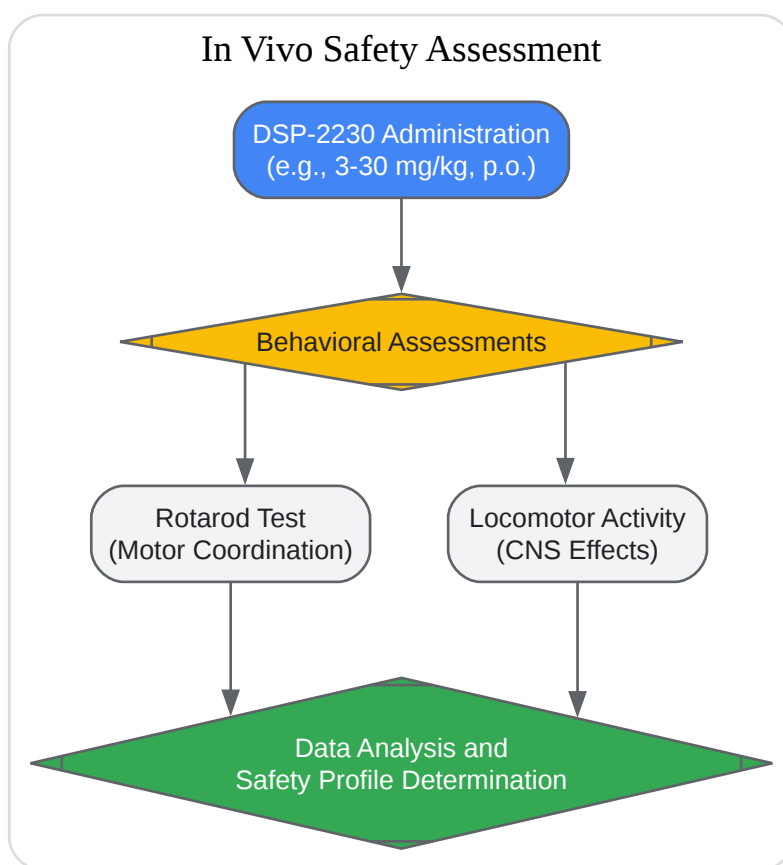 In Vivo Safety Assessment
DSP-2230 Administration
(e.g., 3-30 mg/kg, p.o.)
Behavioral Assessments
Rotarod Test
(Motor Coordination)
Locomotor Activity
(CNS Effects)
Data Analysis and
Safety Profile Determination